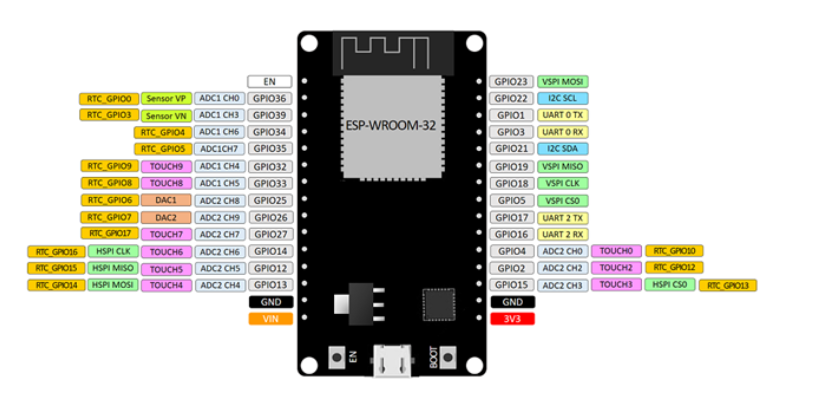 EN GPIO23 VSPI MOSI
RTC_GPIO0 Sensor VP ADC1 CH0 GPIO36 GPIO22 I2C SCL
RTC_GPIO3 Sensor VN ADC1 CH3 GPIO39 GPIO1 UART 0 TX
RTC_GPIO4 ADC1 CH6 GPIO34 ESP-WROOM-32 GPIO3 UART 0 RX
RTC_GPIO5 ADC1CH7 GPIO35 GPIO21 I2C SDA
RTC_GPIO9 TOUCH9 ADC1 CH4 GPIO32 GPIO19 VSPI MISO
RTC_GPIO8 TOUCH8 ADC1 CH5 GPIO33 GPIO18 VSPI CLK
RTC_GPIO6 DAC1 ADC2 CH8 GPIO25 GPIO5 VSPI CS0
RTC_GPIO7 DAC2 ADC2 CH9 GPIO26 GPIO17 UART 2 TX
RTC_GPIO17 TOUCH7 ADC2 CH7 GPIO27 GPIO16 UART 2 RX
RTC_GPIO16 HSPI CLK TOUCH6 ADC2 CH6 GPIO14 GPIO4 ADC2 CH0 TOUCH0 RTC_GPIO10
RTC_GPIO15 HSPI MISO TOUCH5 ADC2 CH5 GPIO12 GPIO2 ADC2 CH2 TOUCH2 RTC_GPIO12
RTC_GPIO14 HSPI MOSI TOUCH4 ADC2 CH4 GPIO13 GPIO15 ADC2 CH3 TOUCH3 HSPI CS0 RTC_GPIO13
GND GND
VIN 3V3
EN BOOT